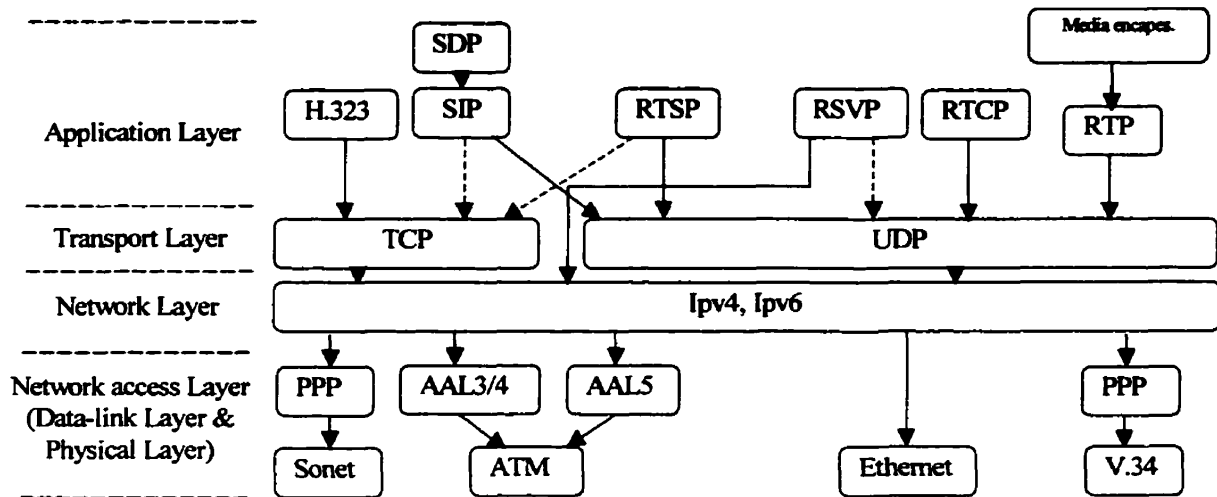 Media encapes.
SDP
H.323
SIP
RTSP
RSVP
RTCP
RTP
Application Layer
Transport Layer
TCP
UDP
Network Layer
Ipv4, Ipv6
Network access Layer
(Data-link Layer &
Physical Layer)
PPP
AAL3/4
AAL5
PPP
Sonet
ATM
Ethernet
V.34